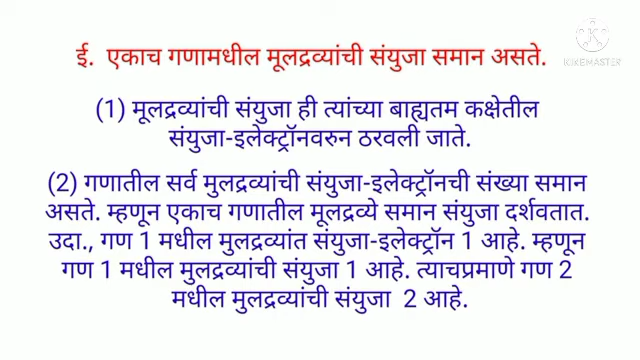 ई. एकाच गणामधील मूलद्रव्यांची संयुजा समान असते.
KINEMASTER
(1) मूलद्रव्यांची संयुजा ही त्यांच्या बाह्यतम कक्षेतील
संयुजा-इलेक्ट्रॉनवरुन ठरवली जाते.
(2) गणातील सर्व मुलद्रव्यांची संयुजा-इलेक्ट्रॉनची संख्या समान
असते. म्हणून एकाच गणातील मूलद्रव्ये समान संयुजा दर्शवतात.
उदा., गण 1 मधील मुलद्रव्यांत संयुजा-इलेक्ट्रॉन 1 आहे. म्हणून
गण 1 मधील मुलद्रव्यांची संयुजा 1 आहे. त्याचप्रमाणे गण 2
मधील मुलद्रव्यांची संयुजा 2 आहे.